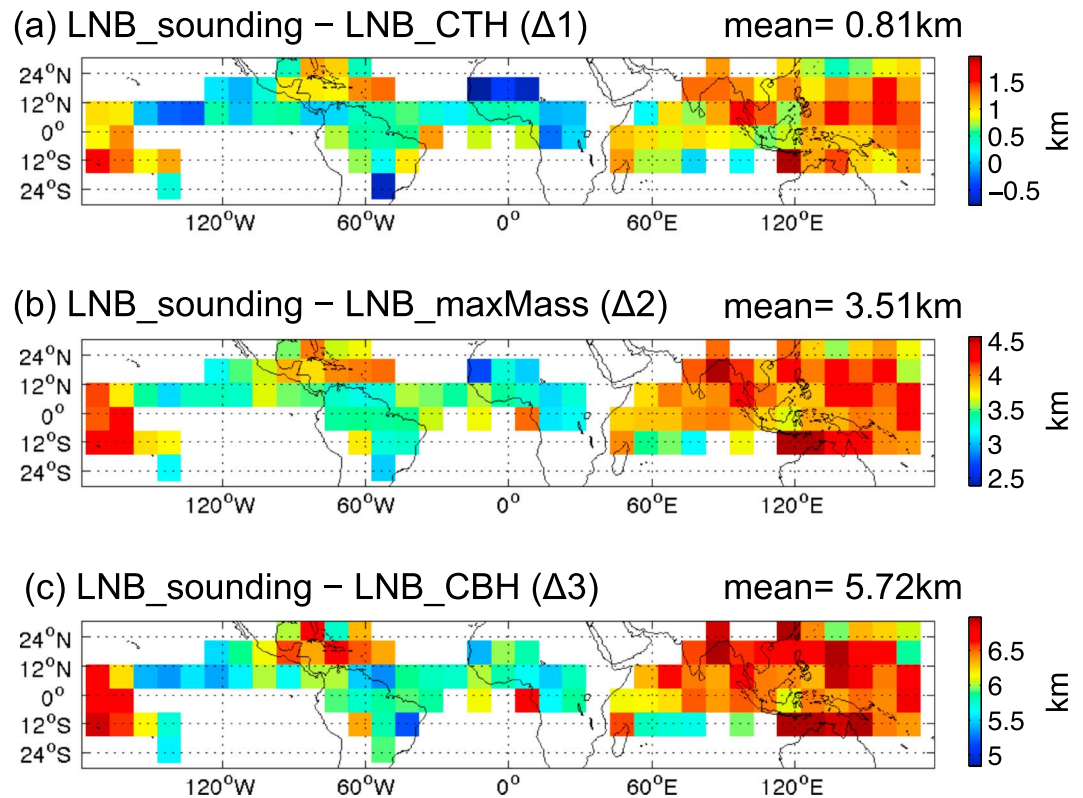 (a) LNB_sounding − LNB_CTH (Δ1) mean= 0.81km
24°N
12°N
0°
12°S
24°S
120°W 60°W 0° 60°E 120°E
1.5
1
0.5
0
−0.5
km
(b) LNB_sounding − LNB_maxMass (Δ2) mean= 3.51km
24°N
12°N
0°
12°S
24°S
120°W 60°W 0° 60°E 120°E
4.5
4
3.5
3
2.5
km
(c) LNB_sounding − LNB_CBH (Δ3) mean= 5.72km
24°N
12°N
0°
12°S
24°S
120°W 60°W 0° 60°E 120°E
6.5
6
5.5
5
km